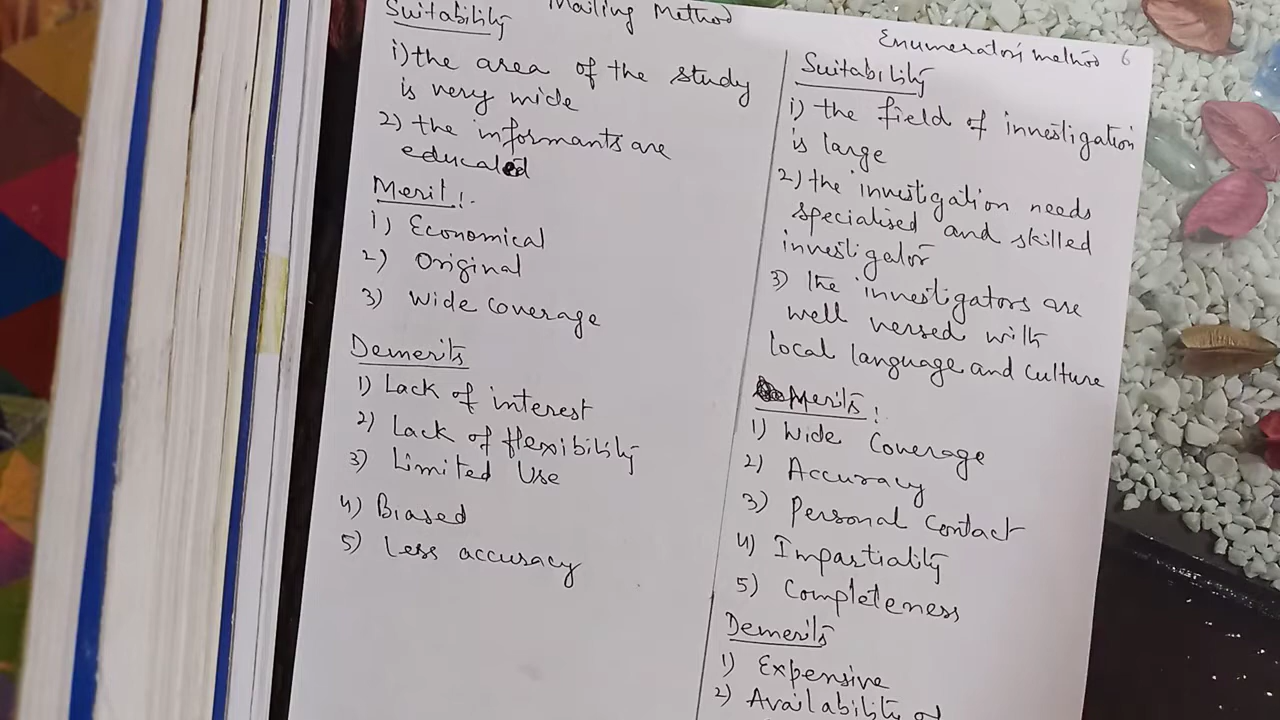 Mailing Method
Suitability
i) the area of the study
is very wide
2) the informants are
educated
Merit:-
1) Economical
2) Original
3) Wide Coverage
Demerits
1) Lack of interest
2) Lack of flexibility
3) Limited Use
4) Biased
5) Less accuracy
Enumerator's method 6
Suitability
i) the field of investigation
is large
2) the investigation needs
specialised and skilled
investigator
3) the investigators are
well versed with
local language and culture
Merits:
1) Wide Coverage
2) Accuracy
3) Personal Contact
4) Impartiality
5) Completeness
Demerits
1) Expensive
2) Availability of